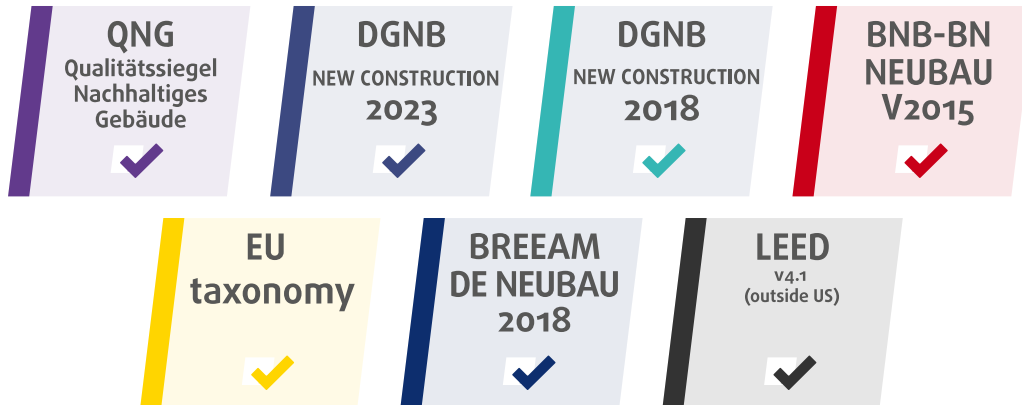 QNG
Qualitätssiegel
Nachhaltiges
Gebäude
DGNB
NEW CONSTRUCTION
2023
DGNB
NEW CONSTRUCTION
2018
BNB-BN
NEUBAU
V2015
EU
taxonomy
BREEAM
DE NEUBAU
2018
LEED
v4.1
(outside US)